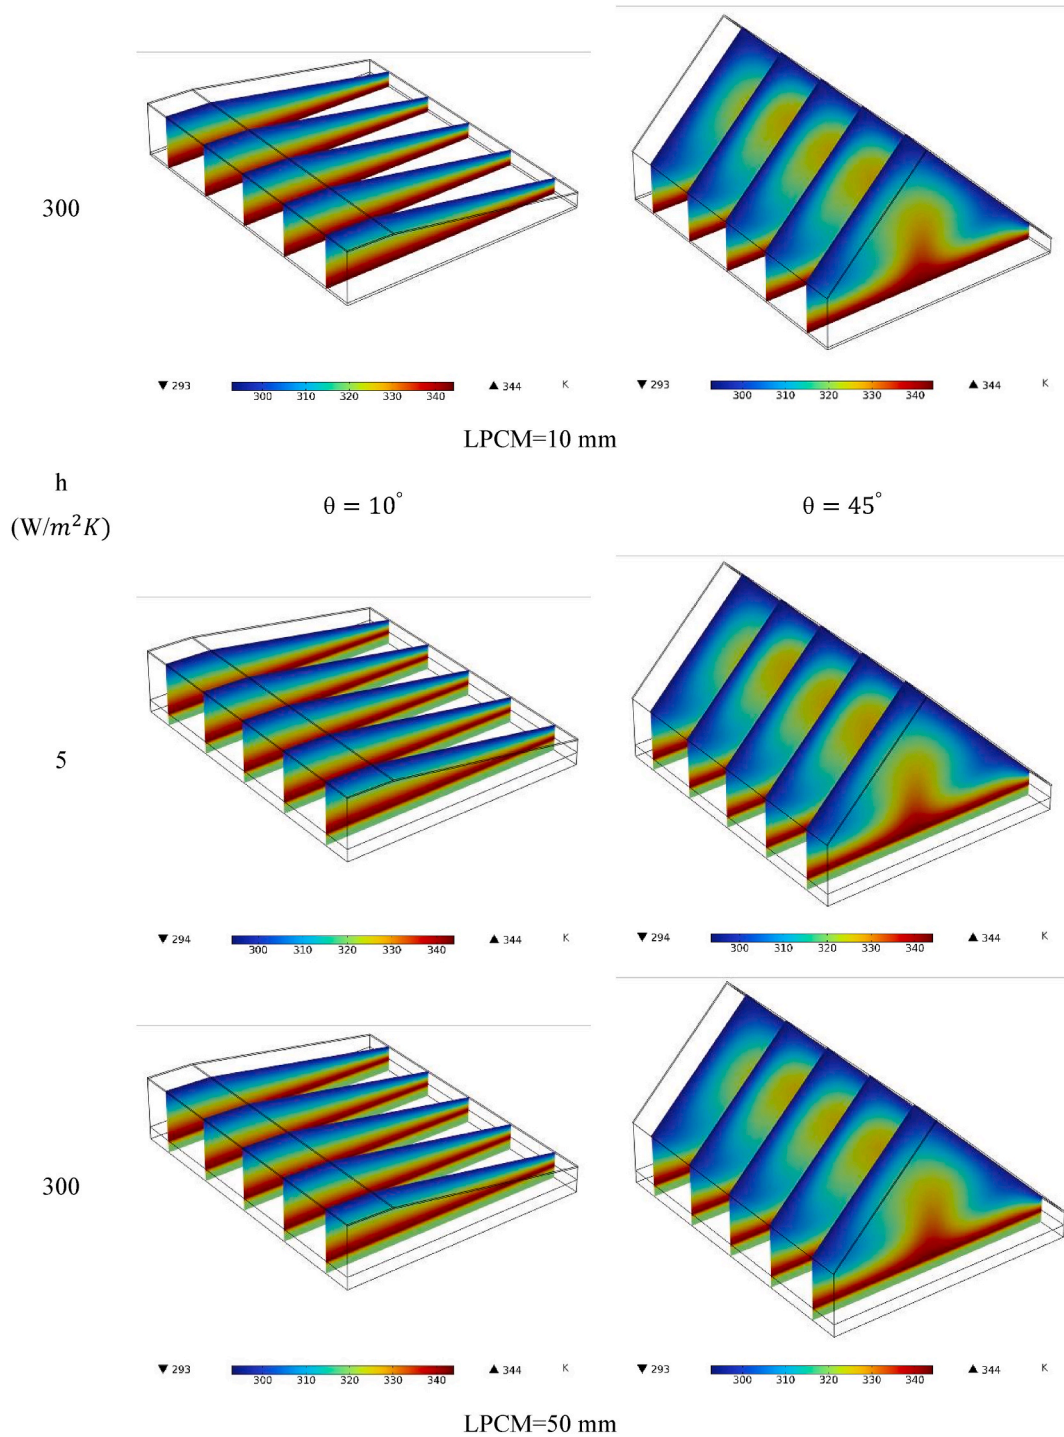 300
▼ 293 300 310 320 330 340 ▲ 344 K
▼ 293 300 310 320 330 340 ▲ 344 K
LPCM=10 mm
h
(W/m²K)
θ = 10°
θ = 45°
5
▼ 294 300 310 320 330 340 ▲ 344 K
▼ 294 300 310 320 330 340 ▲ 344 K
300
▼ 293 300 310 320 330 340 ▲ 344 K
▼ 293 300 310 320 330 340 ▲ 344 K
LPCM=50 mm